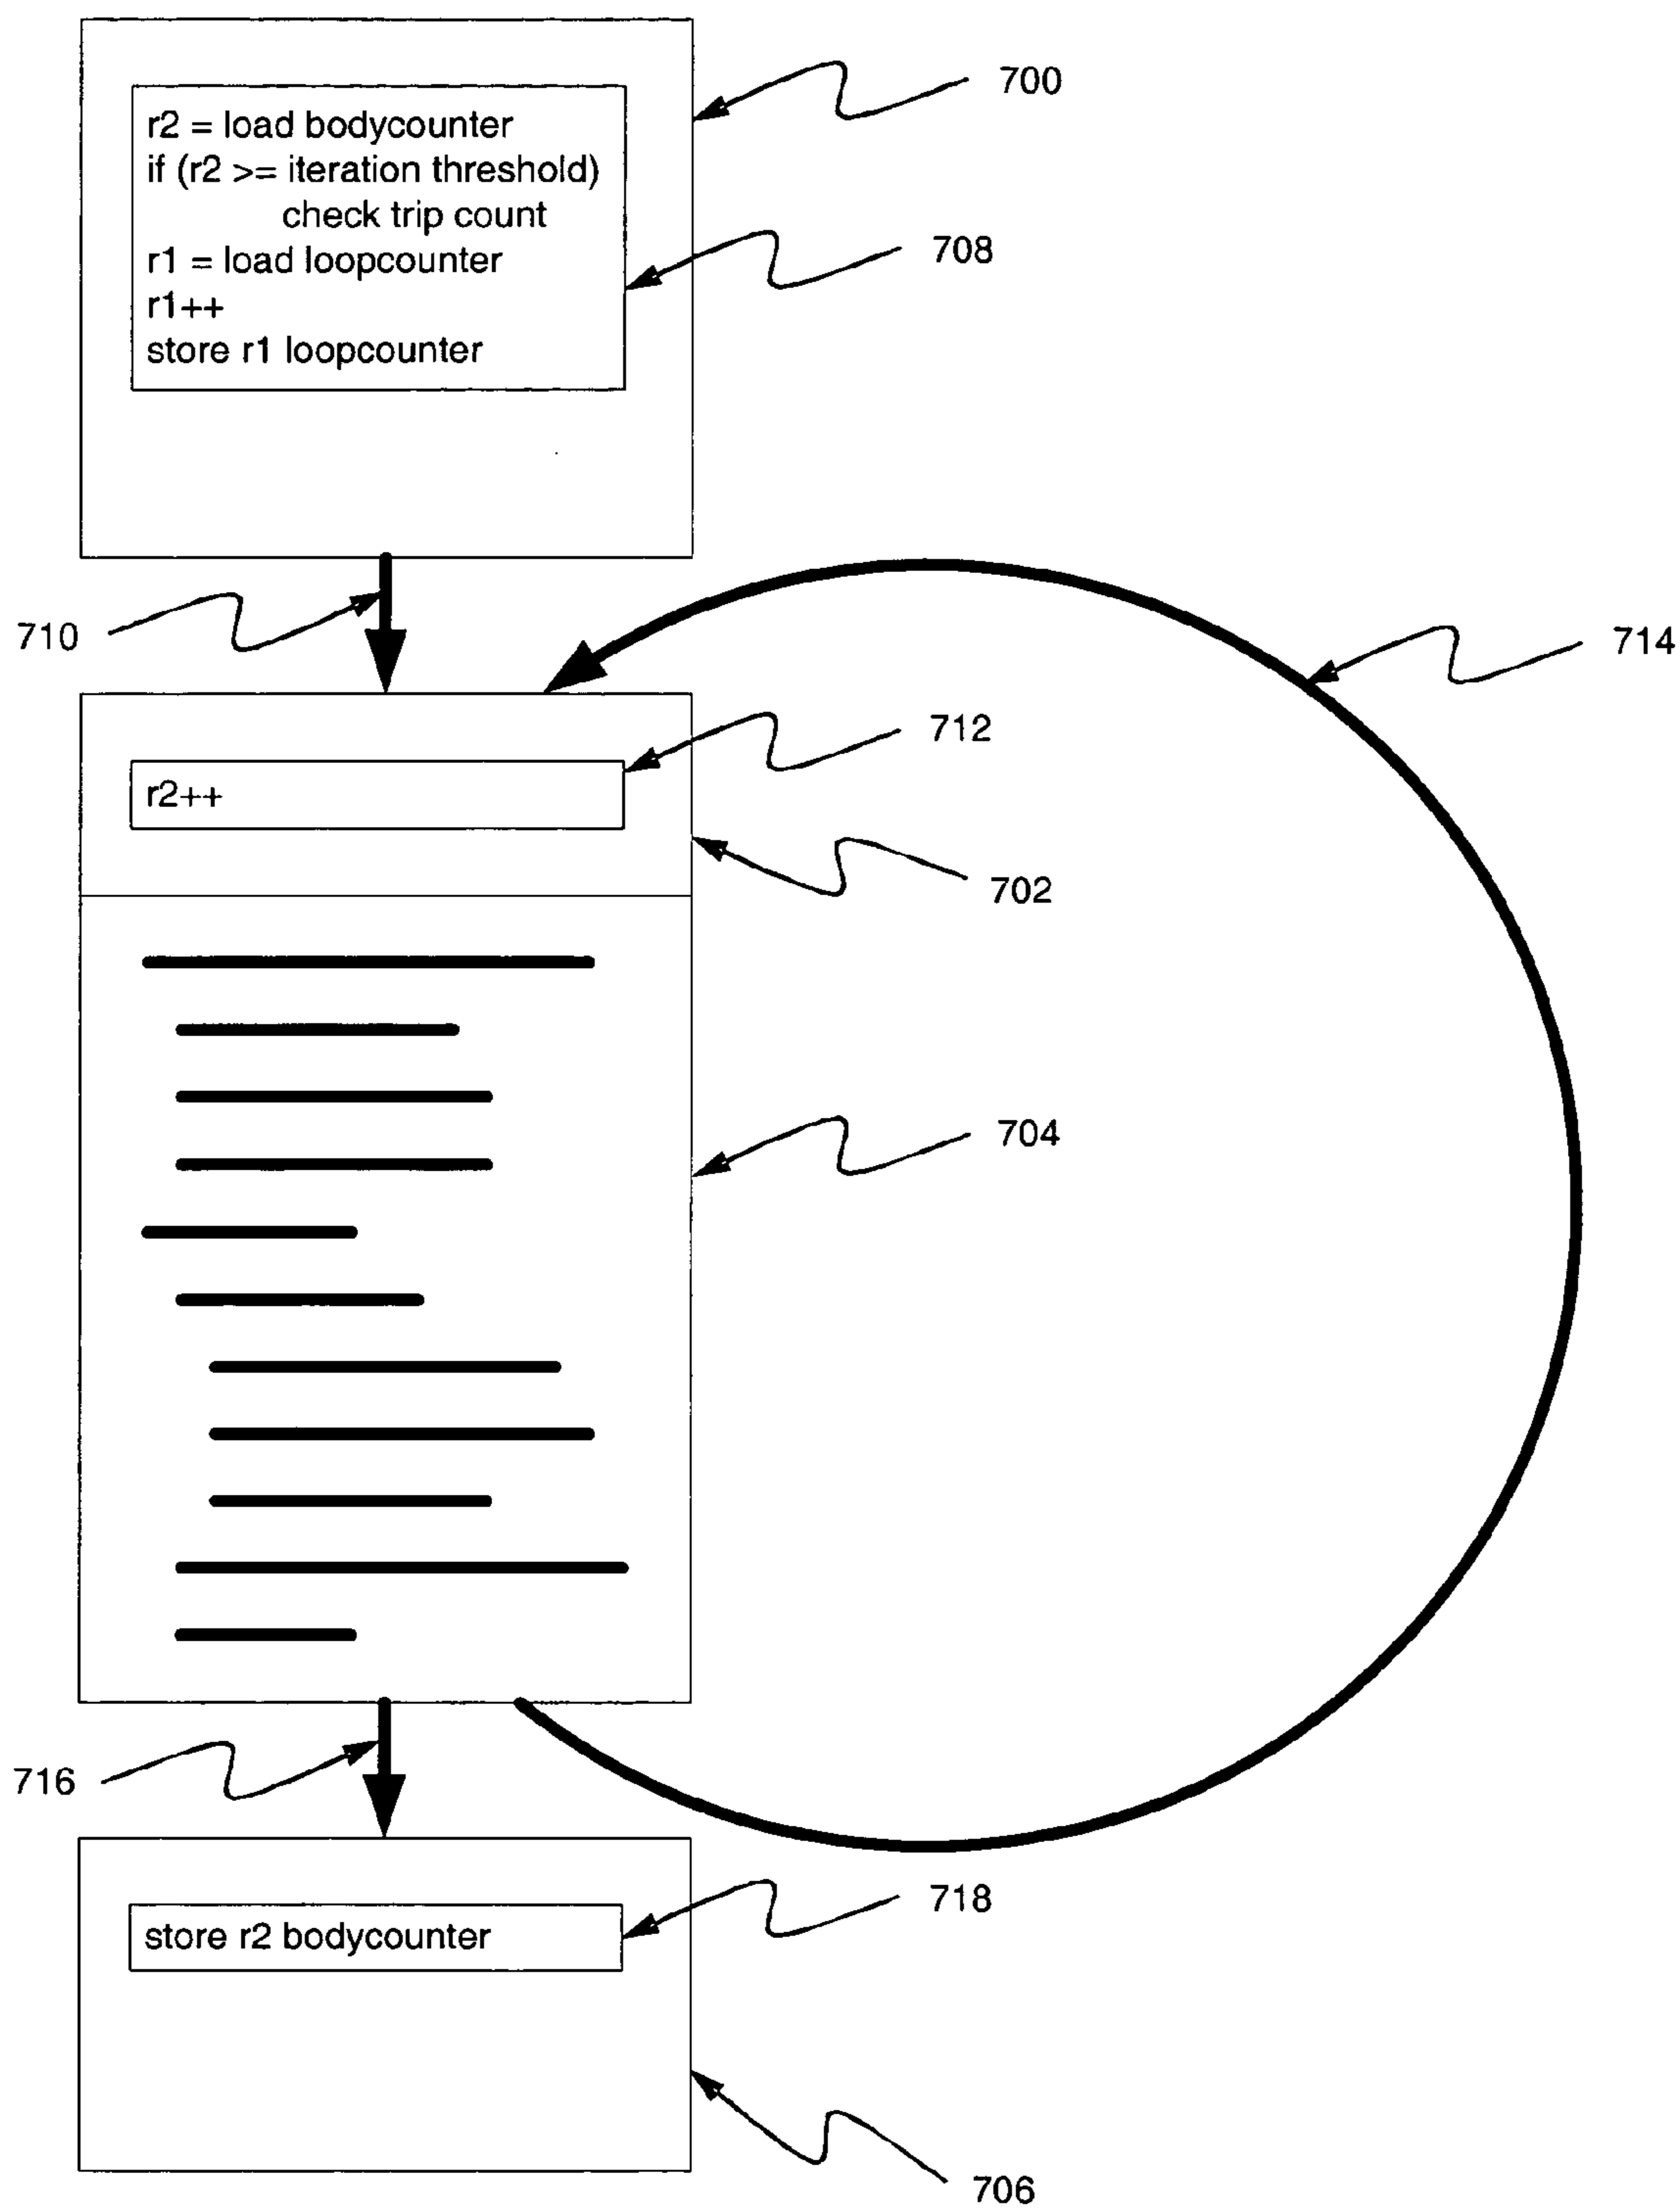 700
r2 = load bodycounter
if (r2 >= iteration threshold)
check trip count
708
r1 = load loopcounter
r1++
store r1 loopcounter
710
714
712
r2++
702
704
716
718
store r2 bodycounter
706